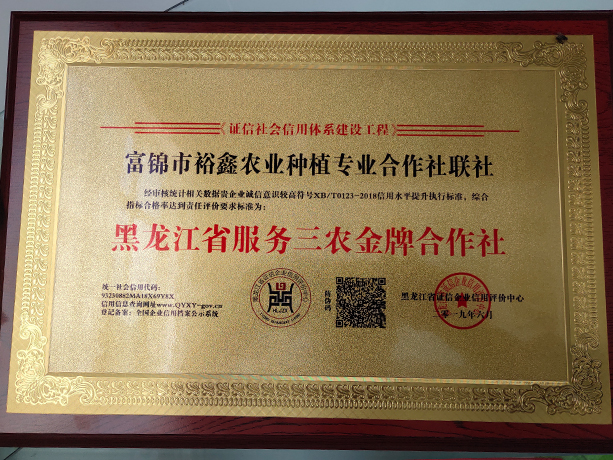 《证信社会信用体系建设工程》
富锦市裕鑫农业种植专业合作社联社
经审核统计相关数据贵企业诚信意识较高符号XB/T0123-2018信用水平提升执行标准，综合
指标合格率达到责任评价要求标准为：
黑龙江省服务三农金牌合作社
统一社会信用代码：
93230882MA18X69Y8X
信用信息查询网址www.QYXY-gov.cn
登记备案：全国企业信用档案公示系统
HLJZX
防伪码
黑龙江省证信企业信用评价中心
二〇一九年六月